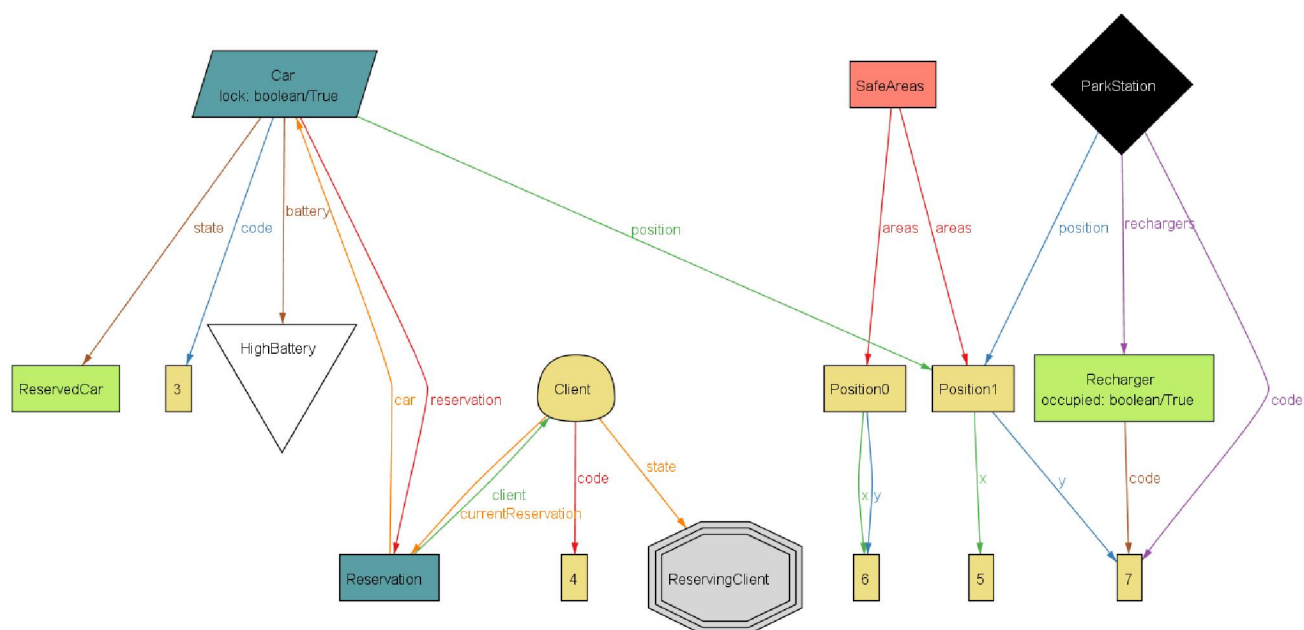 Car
lock: boolean/True
SafeAreas
ParkStation
state
code
battery
position
areas
areas
position
rechargers
code
ReservedCar
3
HighBattery
car
reservation
Client
Position0
Position1
Recharger
occupied: boolean/True
client
currentReservation
code
state
x
y
x
y
code
Reservation
4
ReservingClient
6
5
7